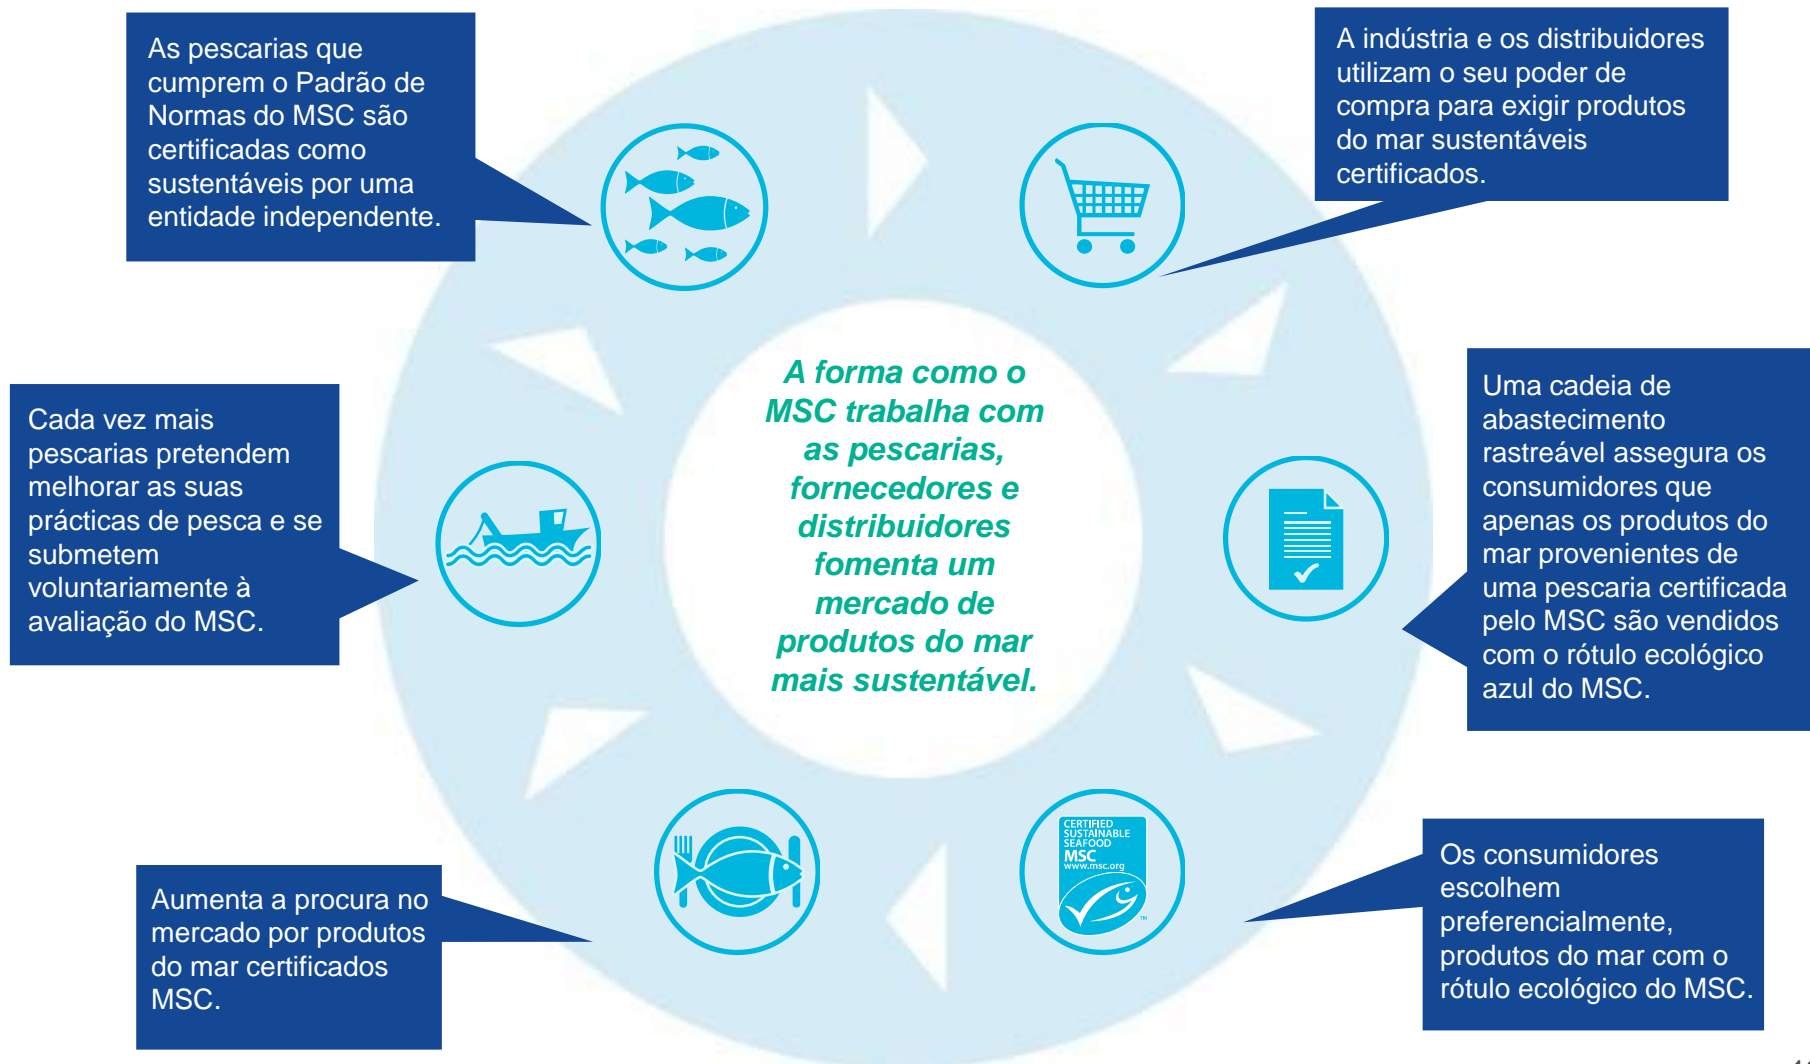 As pescarias que
cumprem o Padrão de
Normas do MSC são
certificadas como
sustentáveis por uma
entidade independente.
A indústria e os distribuidores
utilizam o seu poder de
compra para exigir produtos
do mar sustentáveis
certificados.
Uma cadeia de
abastecimento
rastreável assegura os
consumidores que
apenas os produtos do
mar provenientes de
uma pescaria certificada
pelo MSC são vendidos
com o rótulo ecológico
azul do MSC.
Os consumidores
escolhem
preferencialmente,
produtos do mar com o
rótulo ecológico do MSC.
Aumenta a procura no
mercado por produtos
do mar certificados
MSC.
Cada vez mais
pescarias pretendem
melhorar as suas
prácticas de pesca e se
submetem
voluntariamente à
avaliação do MSC.
A forma como o
MSC trabalha com
as pescarias,
fornecedores e
distribuidores
fomenta um
mercado de
produtos do mar
mais sustentável.
CERTIFIED
SUSTAINABLE
SEAFOOD
MSC
www.msc.org
TM